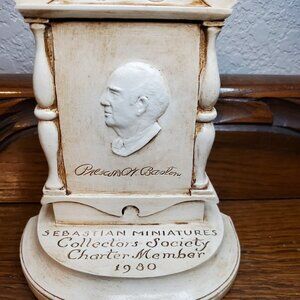 Prescott W. Baston
SEBASTIAN MINIATURES
Collectors Society
Charter Member
1980